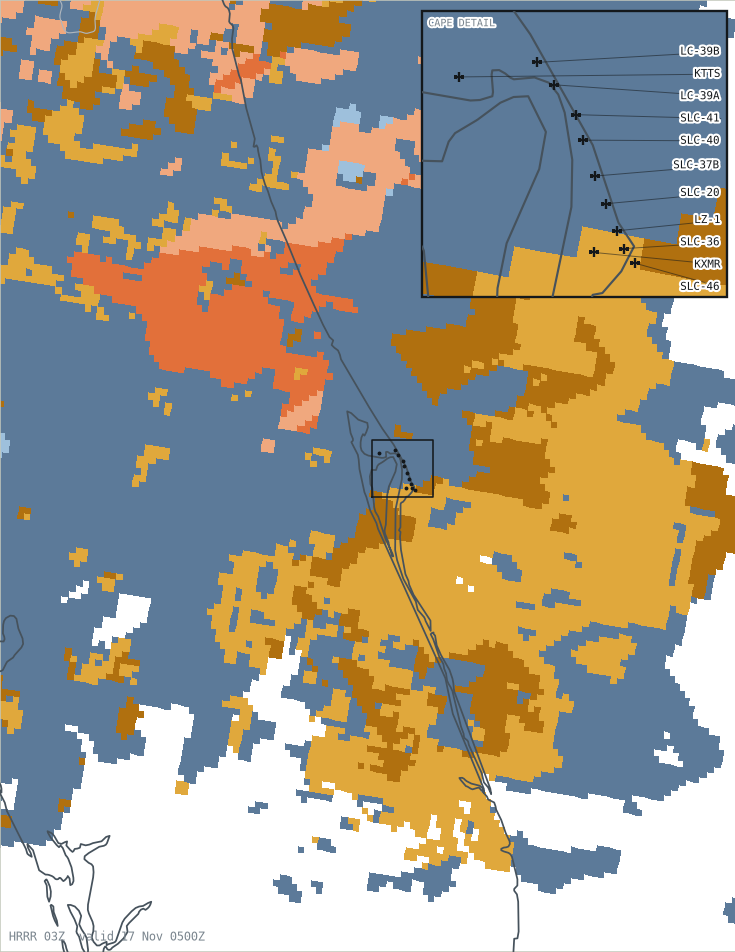 CAPE DETAIL
LC-39B
KTTS
LC-39A
SLC-41
SLC-40
SLC-37B
SLC-20
LZ-1
SLC-36
KXMR
SLC-46
HRRR 03Z valid 17 Nov 0500Z